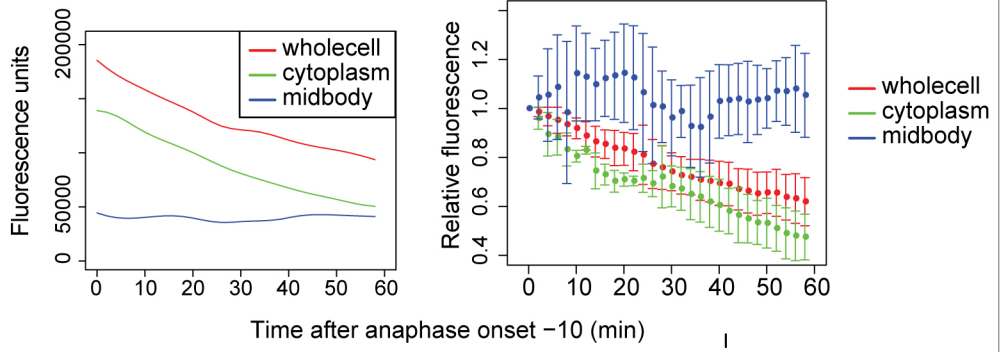 Fluorescence units
200000
50000
0
wholecell
cytoplasm
midbody
0 10 20 30 40 50 60
Relative fluorescence
1.2
1.0
0.8
0.6
0.4
0 10 20 30 40 50 60
wholecell
cytoplasm
midbody
Time after anaphase onset −10 (min)